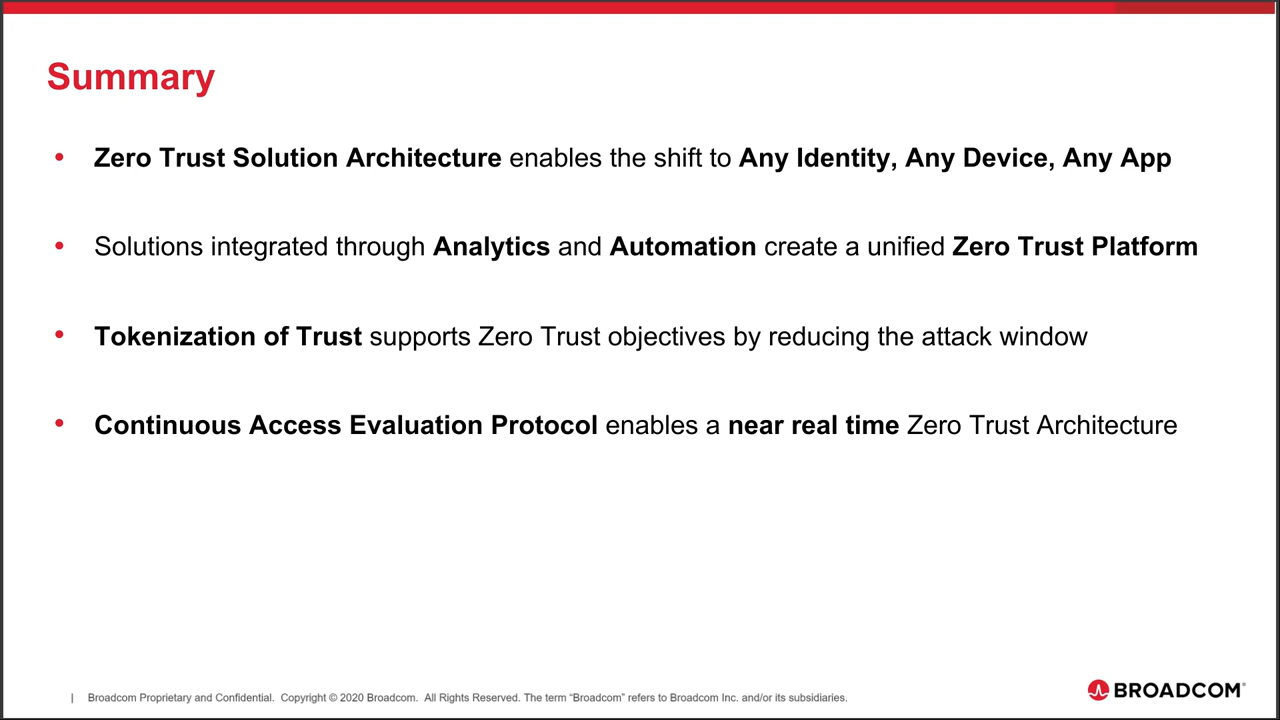 Summary
• Zero Trust Solution Architecture enables the shift to Any Identity, Any Device, Any App
• Solutions integrated through Analytics and Automation create a unified Zero Trust Platform
• Tokenization of Trust supports Zero Trust objectives by reducing the attack window
• Continuous Access Evaluation Protocol enables a near real time Zero Trust Architecture
| Broadcom Proprietary and Confidential. Copyright © 2020 Broadcom. All Rights Reserved. The term “Broadcom” refers to Broadcom Inc. and/or its subsidiaries.
BROADCOM®